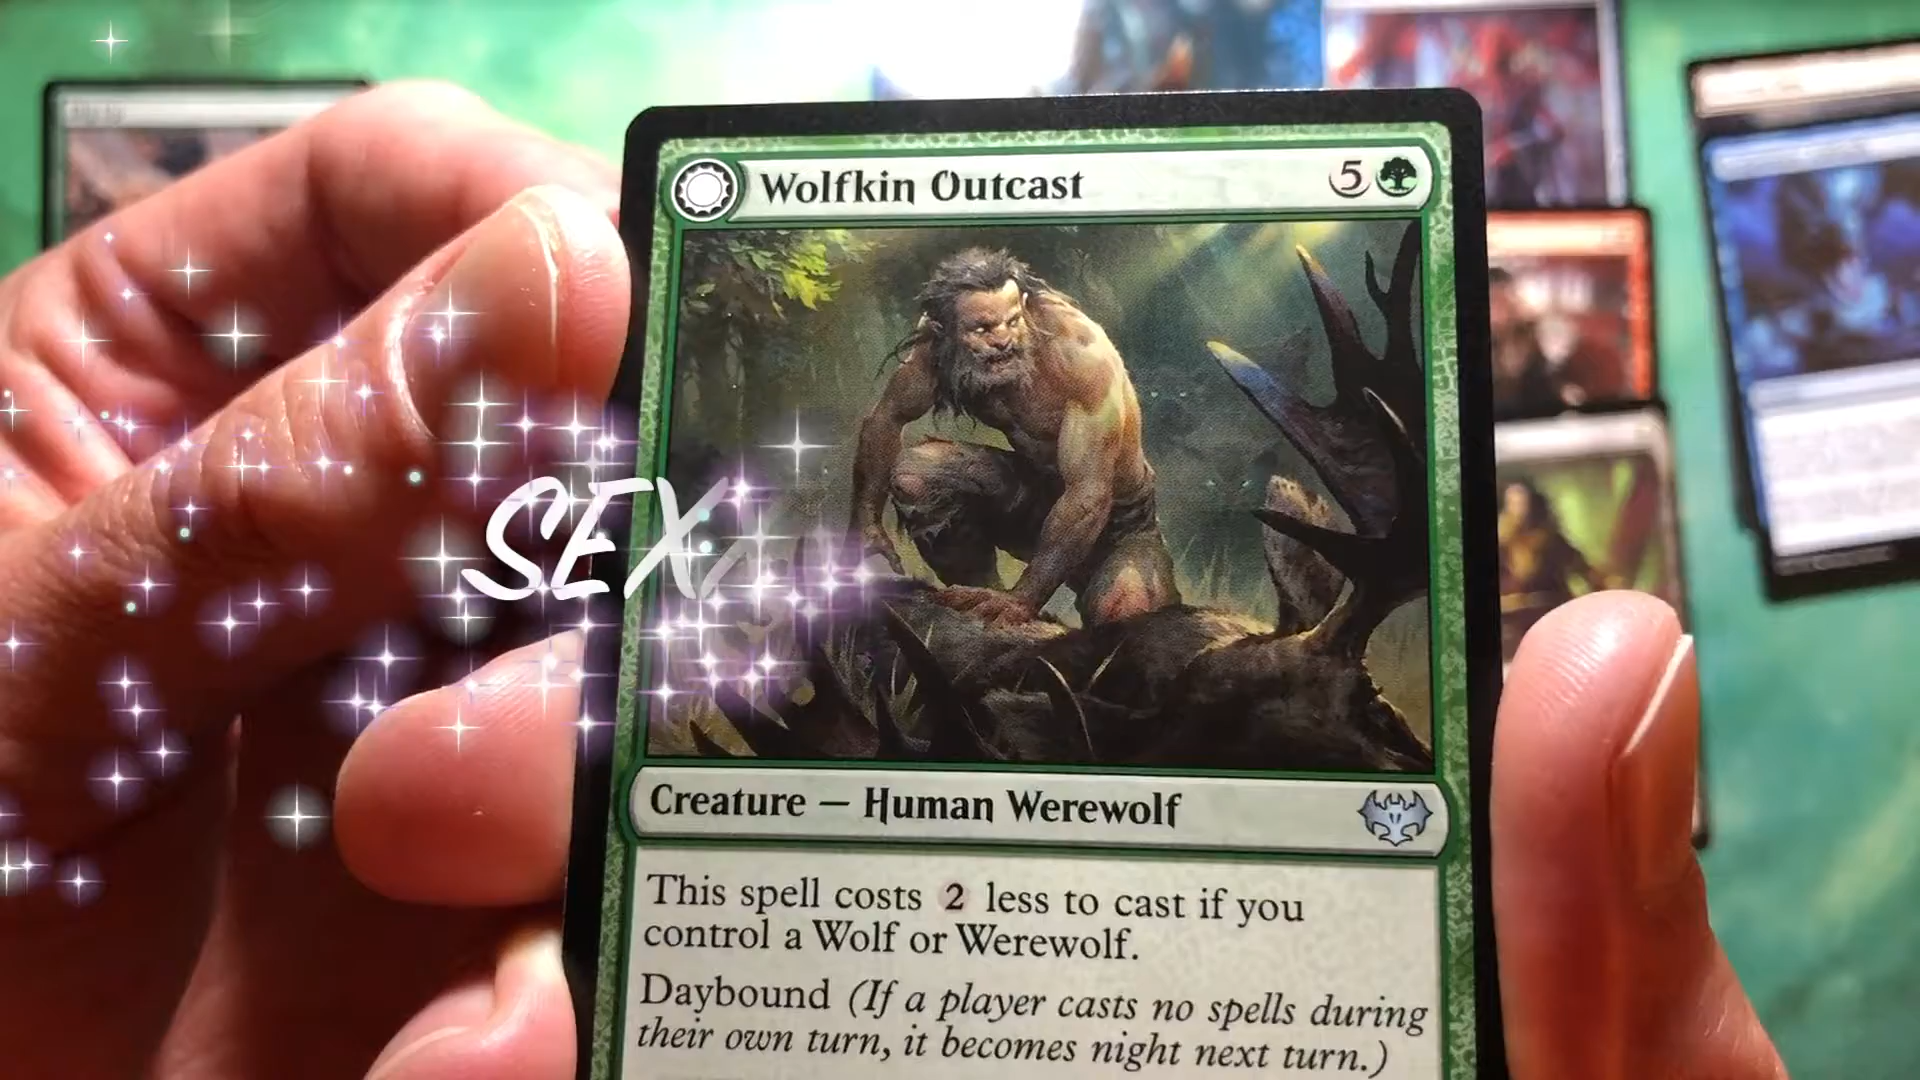 Wolfkin Outcast 5
SEX
Creature — Human Werewolf
This spell costs 2 less to cast if you
control a Wolf or Werewolf.
Daybound (If a player casts no spells during
their own turn, it becomes night next turn.)